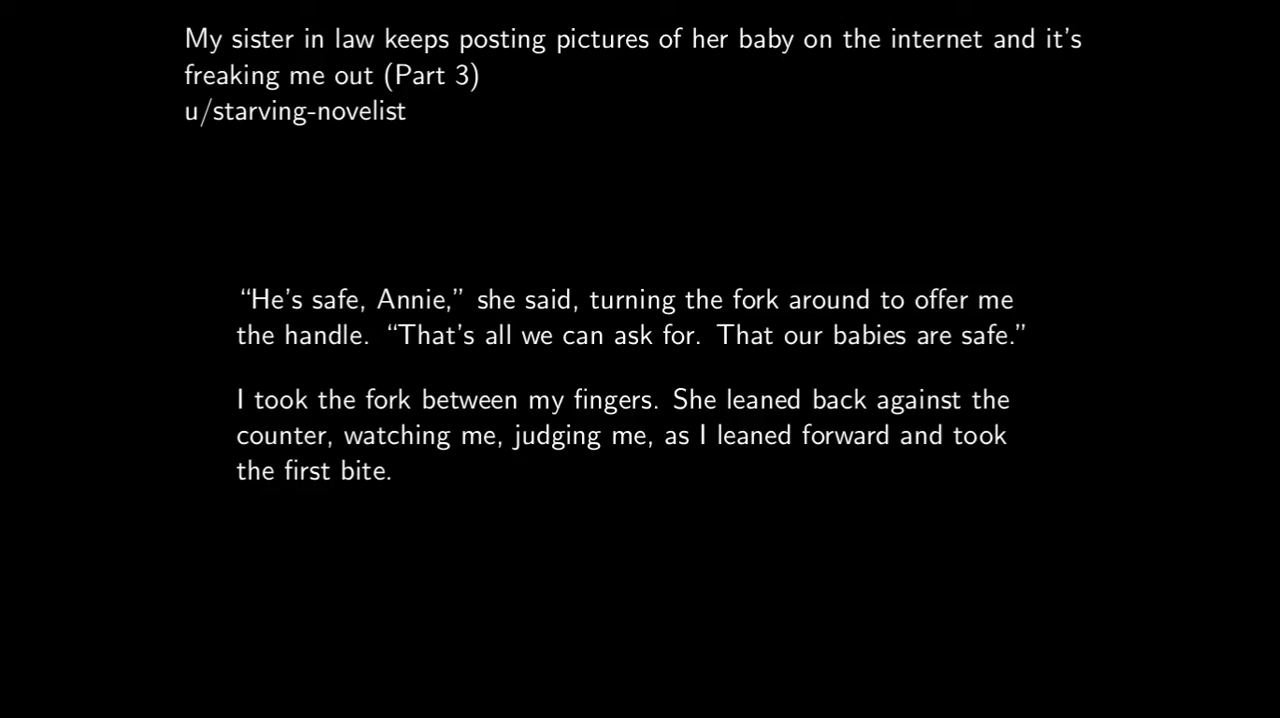 My sister in law keeps posting pictures of her baby on the internet and it's
freaking me out (Part 3)
u/starving-novelist
“He's safe, Annie,” she said, turning the fork around to offer me
the handle. “That's all we can ask for. That our babies are safe.”
I took the fork between my fingers. She leaned back against the
counter, watching me, judging me, as I leaned forward and took
the first bite.